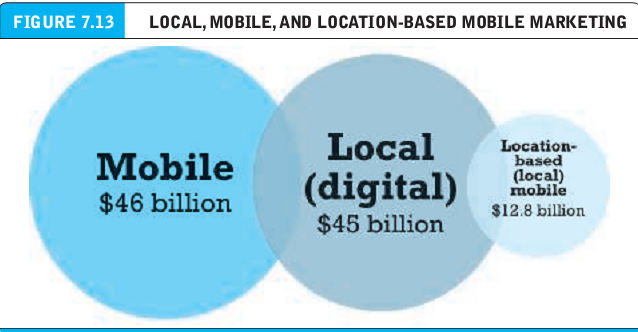 FIGURE 7.13 LOCAL, MOBILE, AND LOCATION-BASED MOBILE MARKETING
Mobile
$46 billion
Local
(digital)
$45 billion
Location-
based
(local)
mobile
$12.8 billion